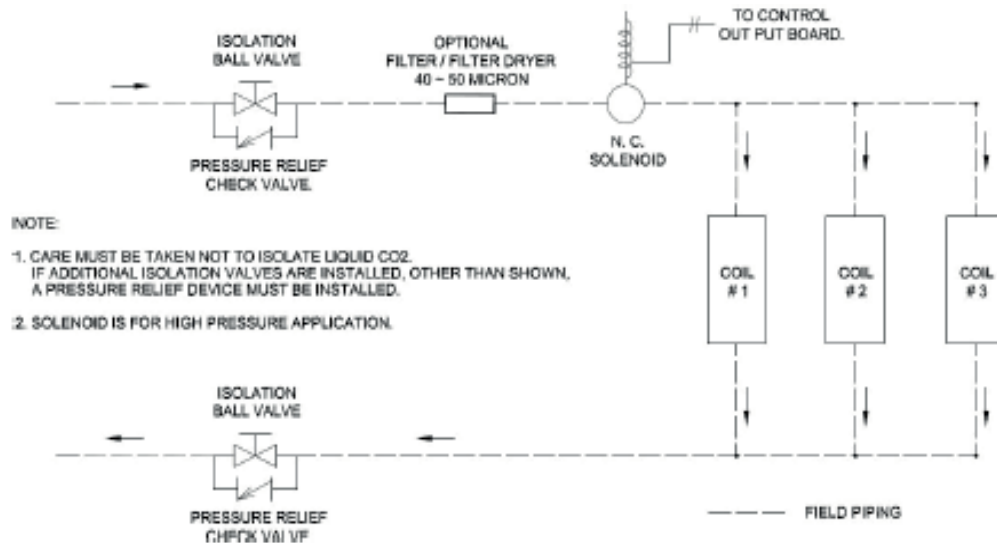 ISOLATION
BALL VALVE
OPTIONAL
FILTER / FILTER DRYER
40 - 50 MICRON
TO CONTROL
OUT PUT BOARD.
PRESSURE RELIEF
CHECK VALVE.
N. C.
SOLENOID
NOTE:
1. CARE MUST BE TAKEN NOT TO ISOLATE LIQUID CO2.
IF ADDITIONAL ISOLATION VALVES ARE INSTALLED, OTHER THAN SHOWN,
A PRESSURE RELIEF DEVICE MUST BE INSTALLED.
2. SOLENOID IS FOR HIGH PRESSURE APPLICATION.
COIL
#1
COIL
#2
COIL
#3
ISOLATION
BALL VALVE
PRESSURE RELIEF
CHECK VALVE
FIELD PIPING